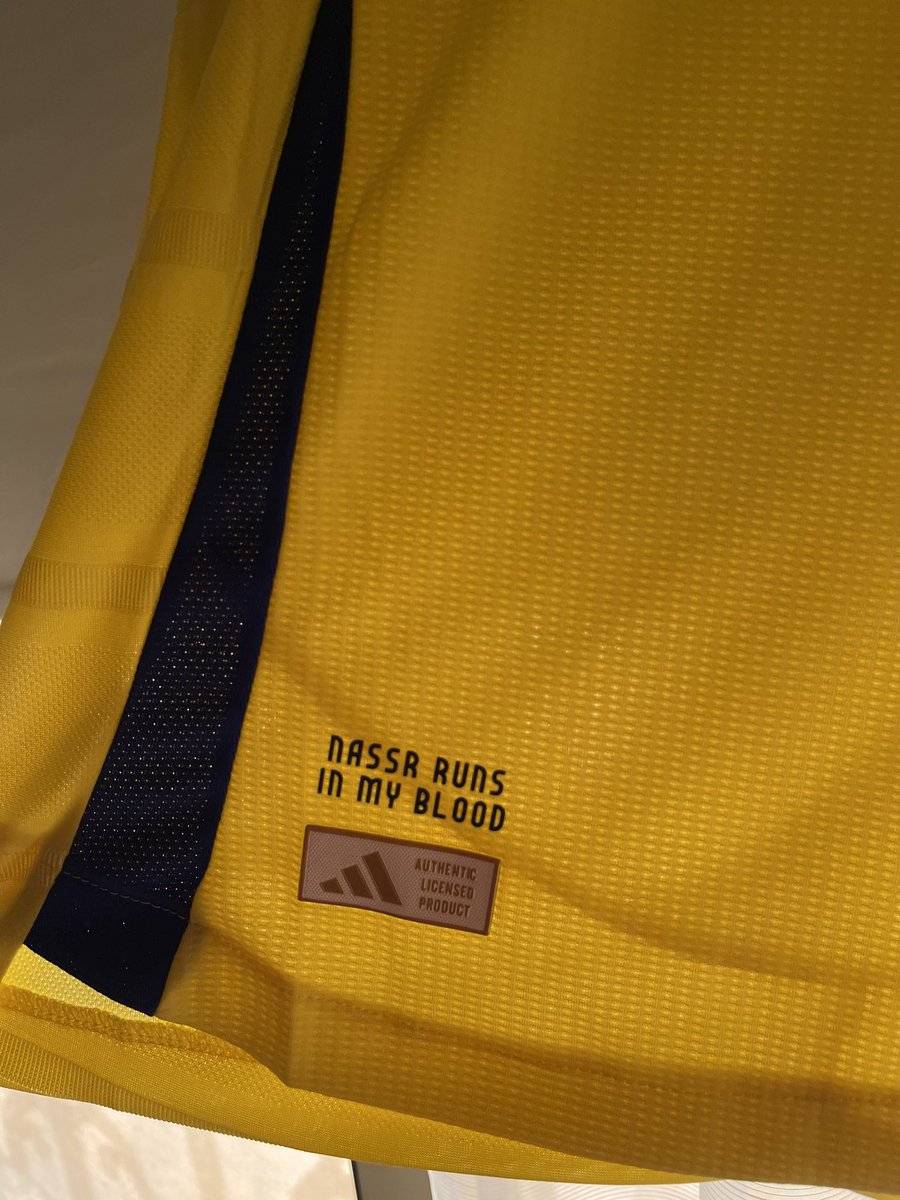 NASSR RUNS
IN MY BLOOD
AUTHENTIC
LICENSED
PRODUCT